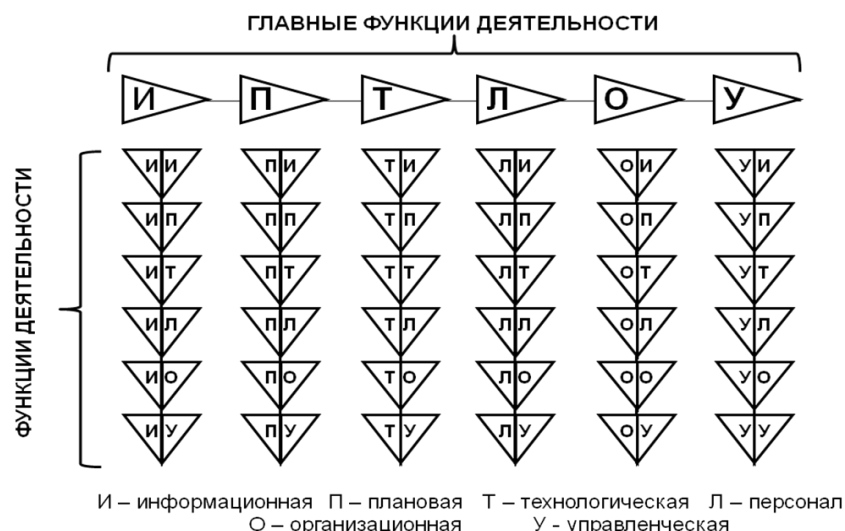 ГЛАВНЫЕ ФУНКЦИИ ДЕЯТЕЛЬНОСТИ
И П Т Л О У
ФУНКЦИИ ДЕЯТЕЛЬНОСТИ
ИИ ПИ ТИ ЛИ ОИ УИ
ИП ПП ТП ЛП ОП УП
ИТ ПТ ТТ ЛТ ОТ УТ
ИЛ ПЛ ТЛ ЛЛ ОЛ УЛ
ИО ПО ТО ЛО ОО УО
ИУ ПУ ТУ ЛУ ОУ УУ
И – информационная П – плановая Т – технологическая Л – персонал
О – организационная У - управленческая